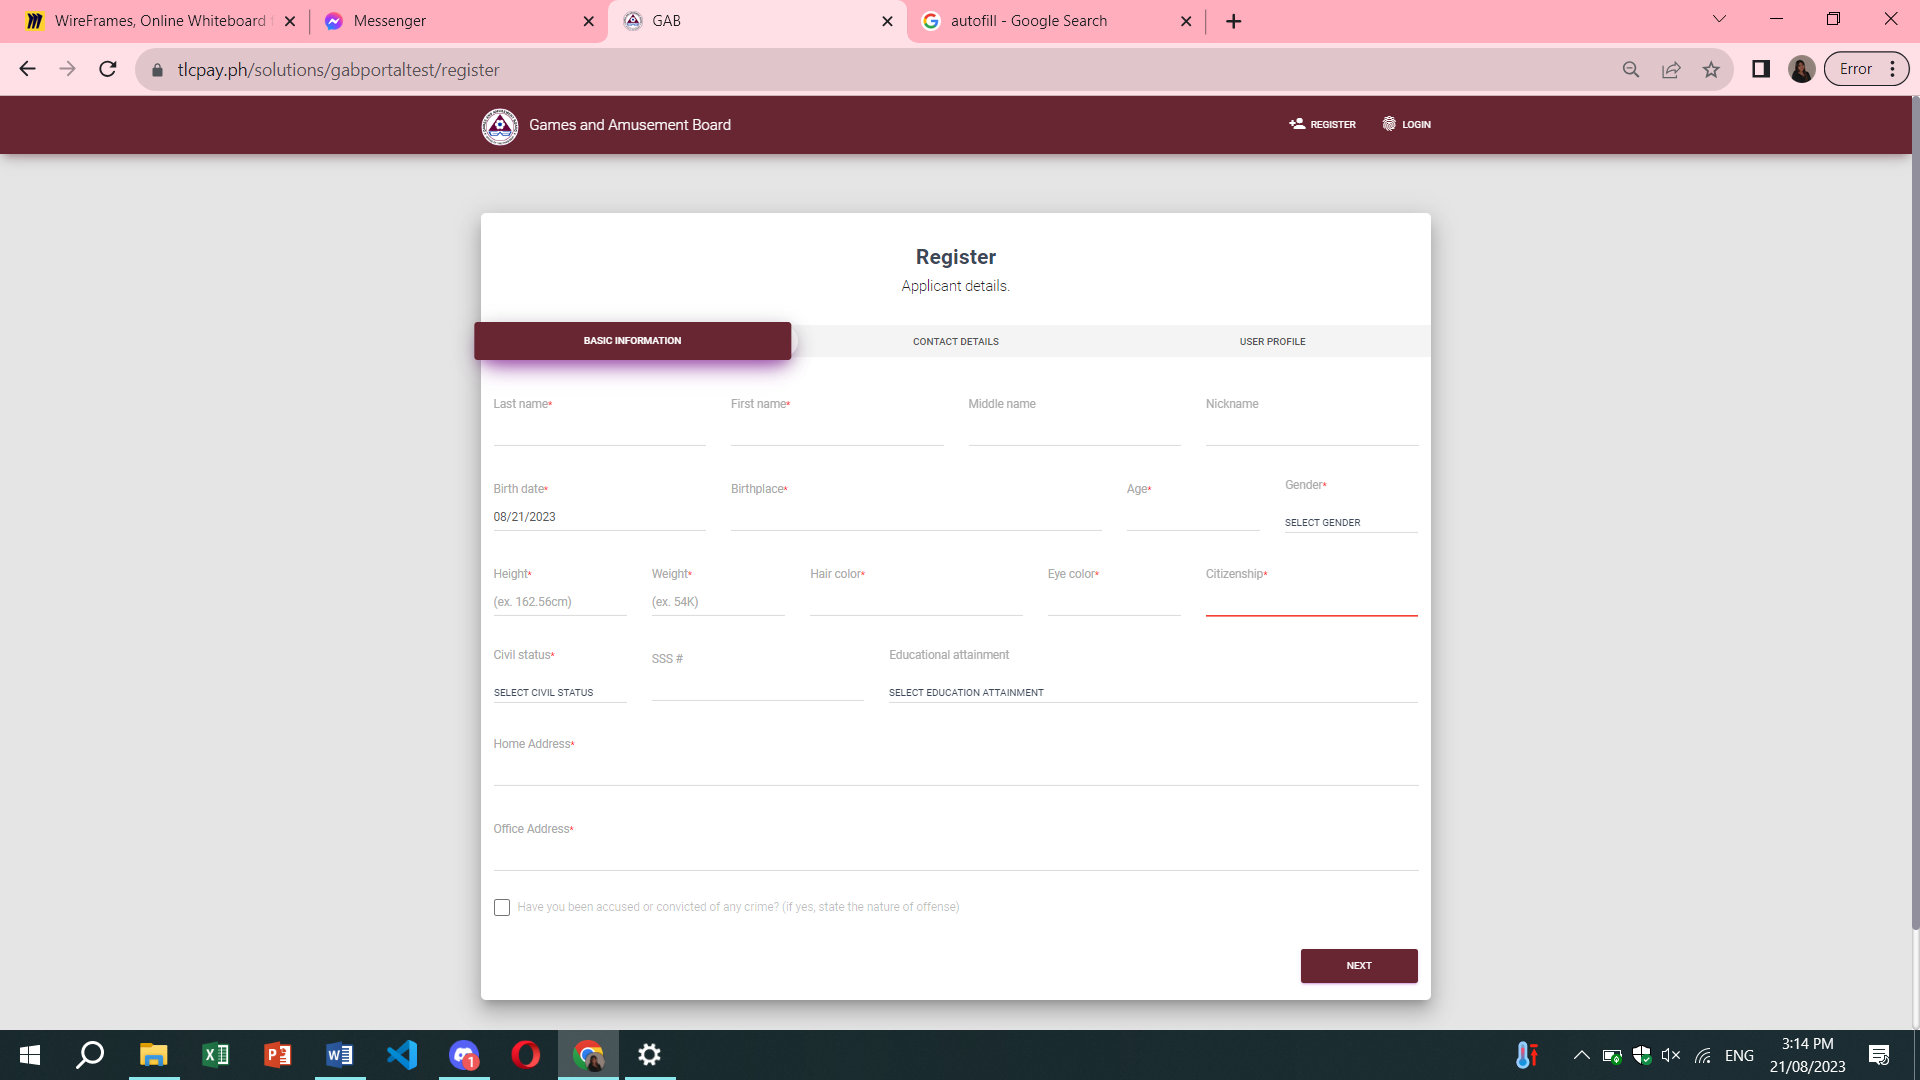 WireFrames, Online Whiteboard
Messenger
GAB
autofill - Google Search
tlcpay.ph/solutions/gabportaltest/register
Error
Games and Amusement Board
REGISTER
LOGIN
Register
Applicant details.
BASIC INFORMATION
CONTACT DETAILS
USER PROFILE
Last name*
First name*
Middle name
Nickname
Birth date*
Birthplace*
Age*
Gender*
08/21/2023
SELECT GENDER
Height*
Weight*
Hair color*
Eye color*
Citizenship*
(ex. 162.56cm)
(ex. 54K)
Civil status*
SSS #
Educational attainment
SELECT CIVIL STATUS
SELECT EDUCATION ATTAINMENT
Home Address*
Office Address*
Have you been accused or convicted of any crime? (if yes, state the nature of offense)
NEXT
1
ENG
3:14 PM
21/08/2023